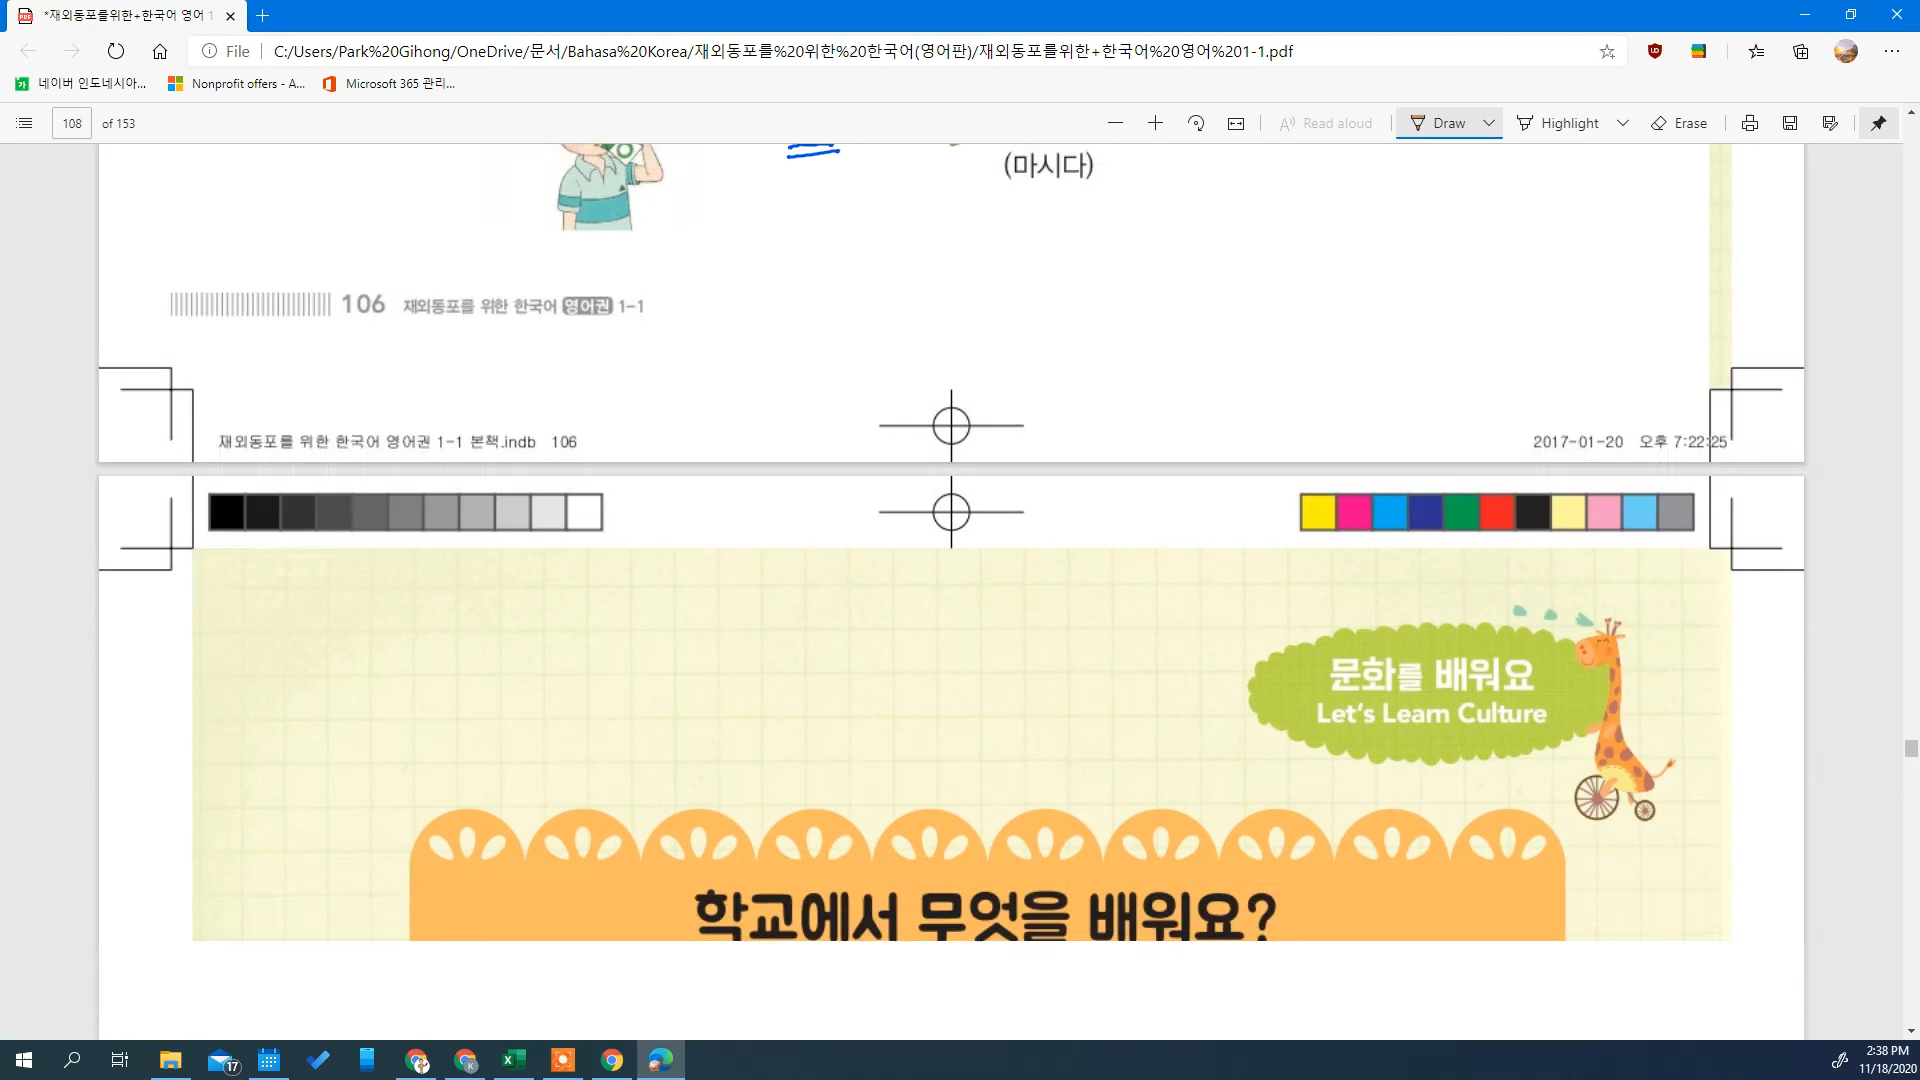 *재외동포를위한+한국어 영어 1
File
C:/Users/Park%20Gihong/OneDrive/문서/Bahasa%20Korea/재외동포를%20위한%20한국어(영어판)/재외동포를위한+한국어%20영어%201-1.pdf
네이버 인도네시아... Nonprofit offers - A... Microsoft 365 관리...
108 of 153 Read aloud Draw Highlight Erase
(마시다)
106 재외동포를 위한 한국어 영어권 1-1
재외동포를 위한 한국어 영어권 1-1 본책.indb 106
2017-01-20 오후 7:22:25
문화를 배워요
Let's Learn Culture
학교에서 무엇을 배워요?
17
2:38 PM
11/18/2020